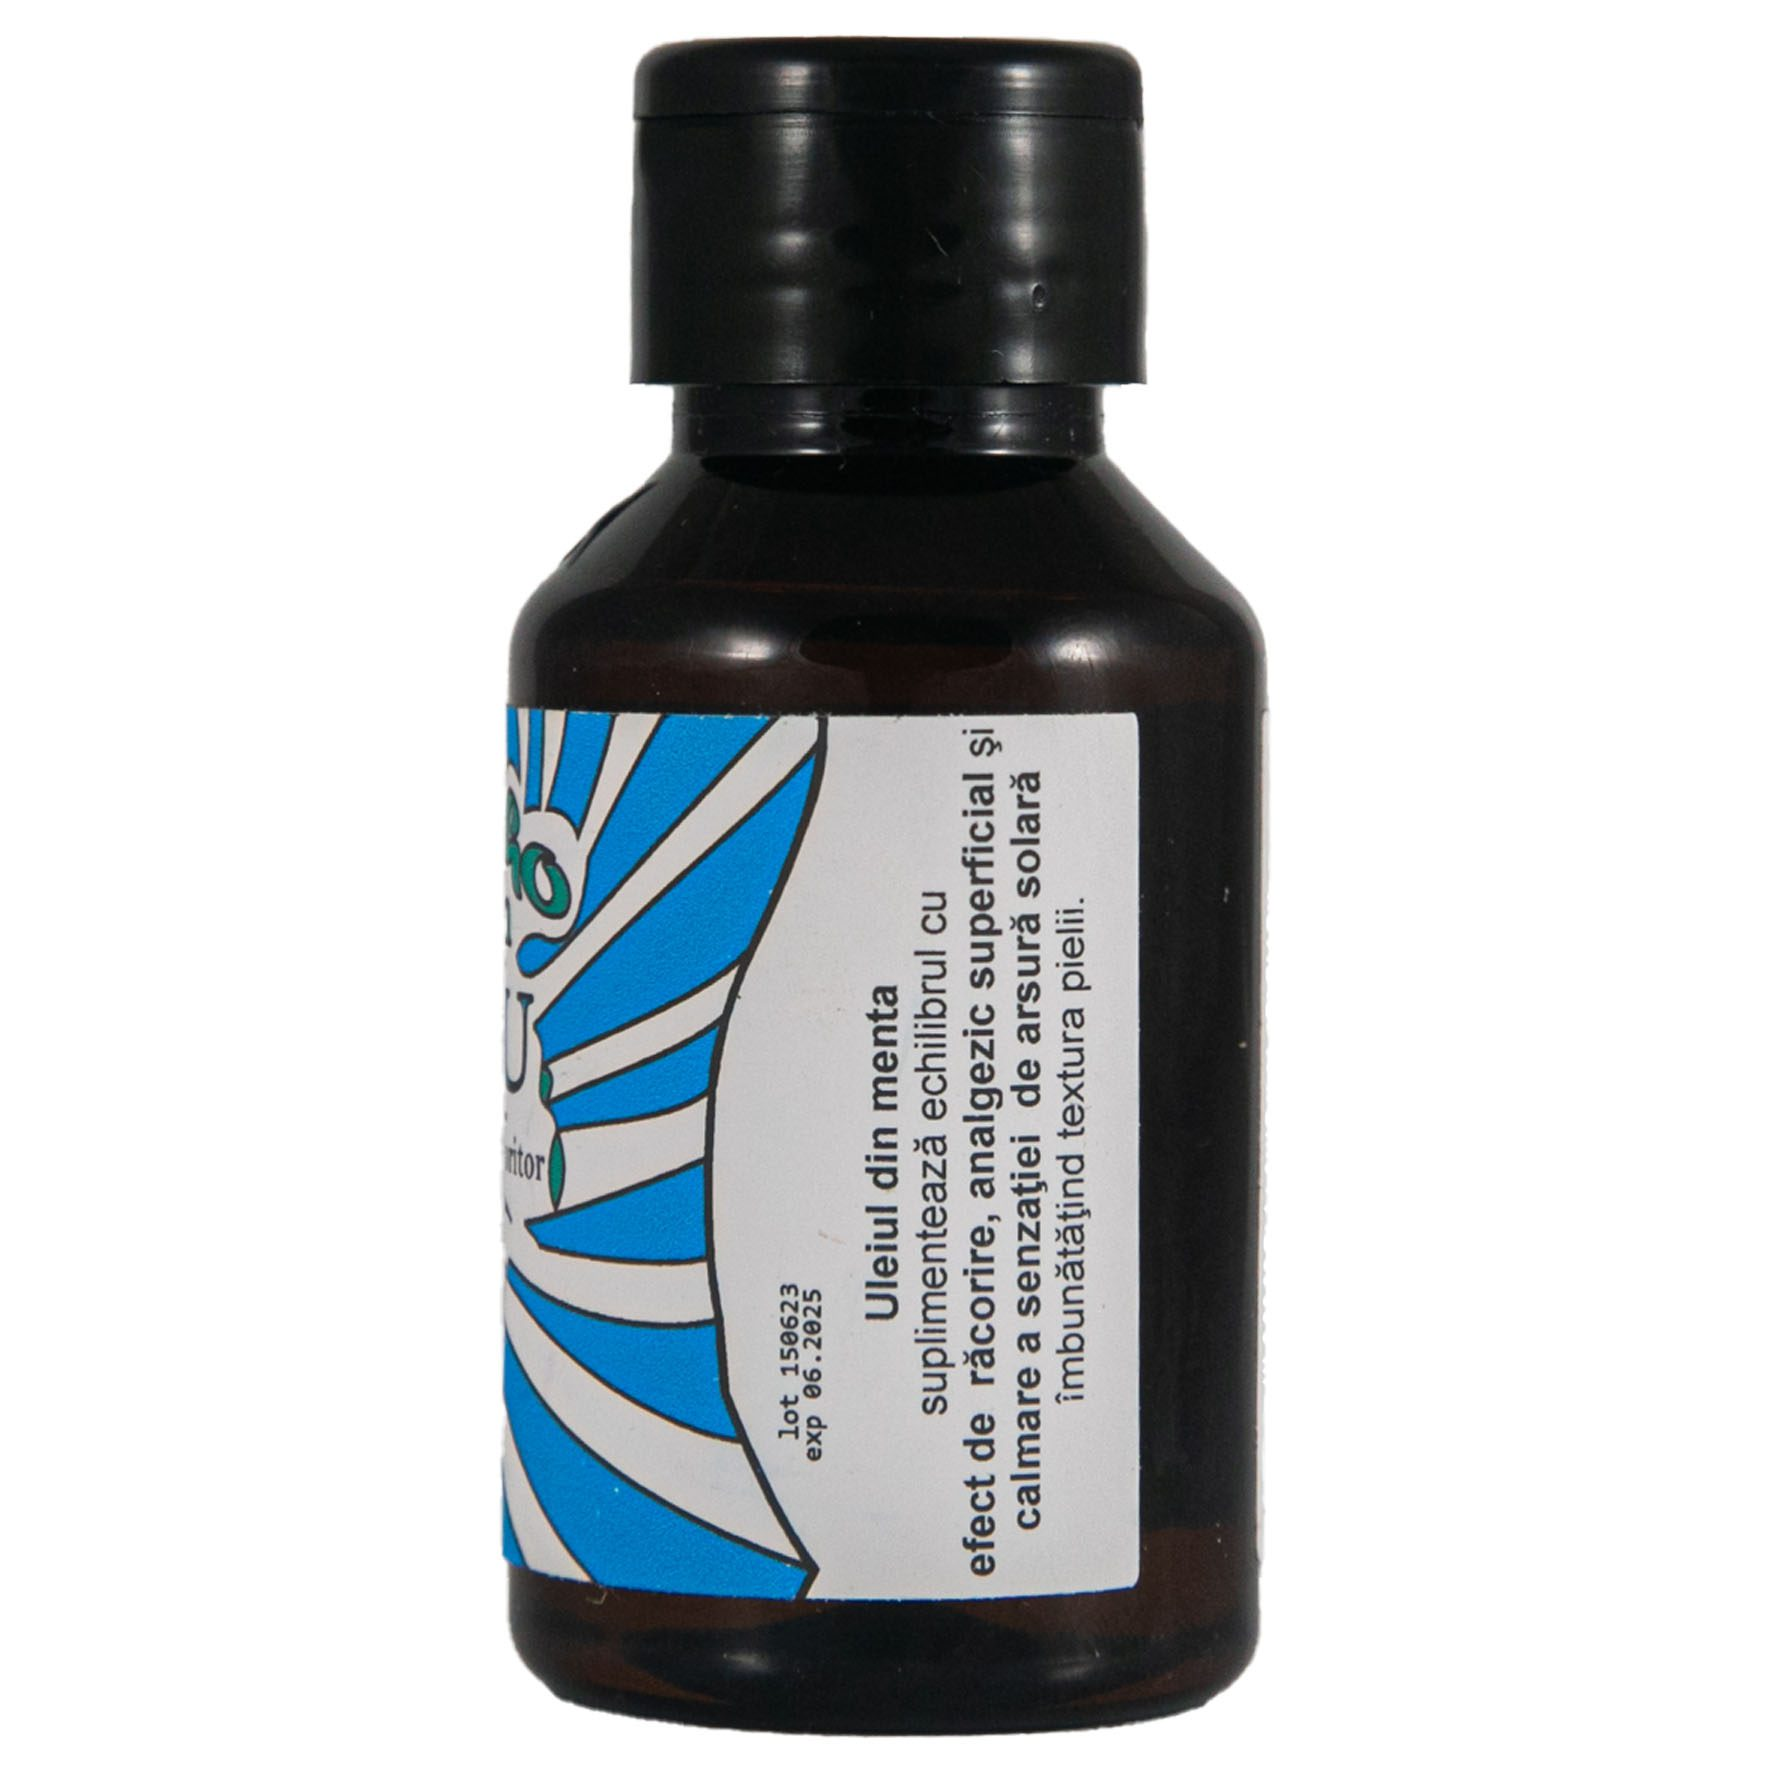 lot 150623
exp 06.2025
Uleiul din menta
suplimentează echilibrul cu
efect de răcorire, analgezic superficial şi
calmare a senzaţiei de arsură solară
îmbunătăţind textura pielii.